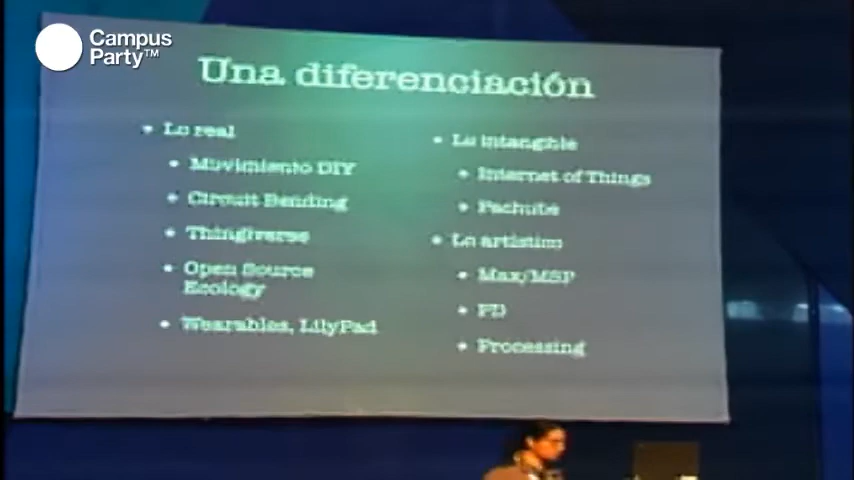 Campus
Party™
Una diferenciación
Lo real
Movimiento DIY
Circuit Bending
Thingiverse
Open Source
Ecology
Wearables, LilyPad
Lo intangible
Internet of Things
Pachube
Lo artístico
Max/MSP
PD
Processing